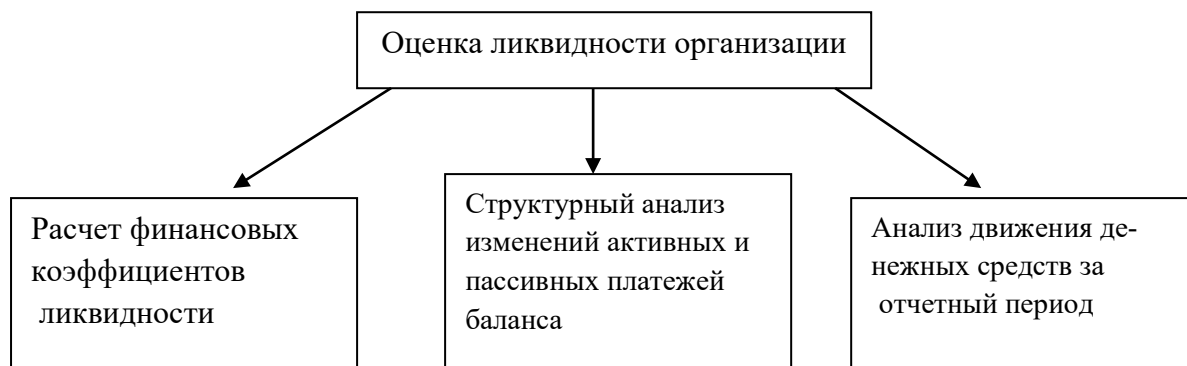 Оценка ликвидности организации
Расчет финансовых
коэффициентов
ликвидности
Структурный анализ
изменений активных и
пассивных платежей
баланса
Анализ движения де-
нежных средств за
отчетный период